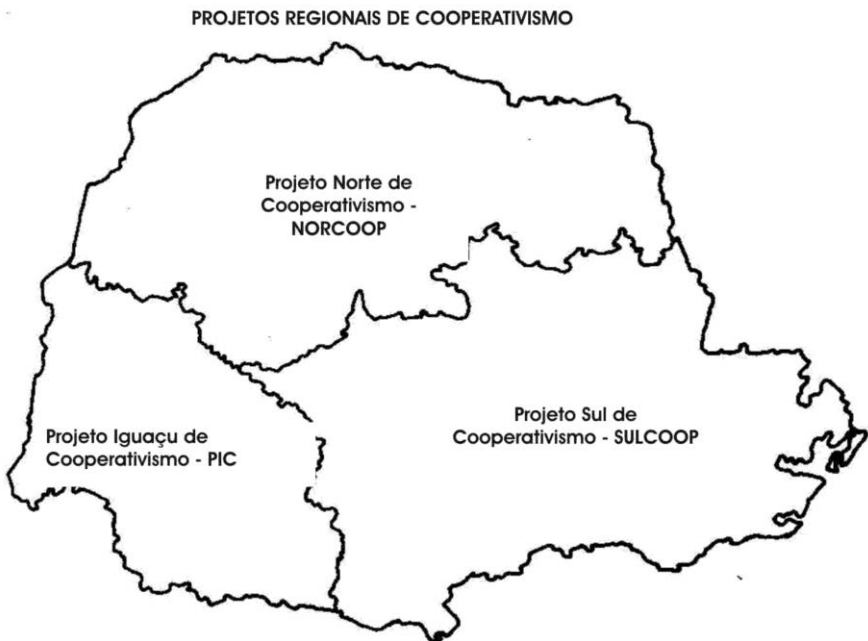 PROJETOS REGIONAIS DE COOPERATIVISMO
Projeto Norte de
Cooperativismo -
NORCOOP
Projeto Iguaçu de
Cooperativismo - PIC
Projeto Sul de
Cooperativismo - SULCOOP